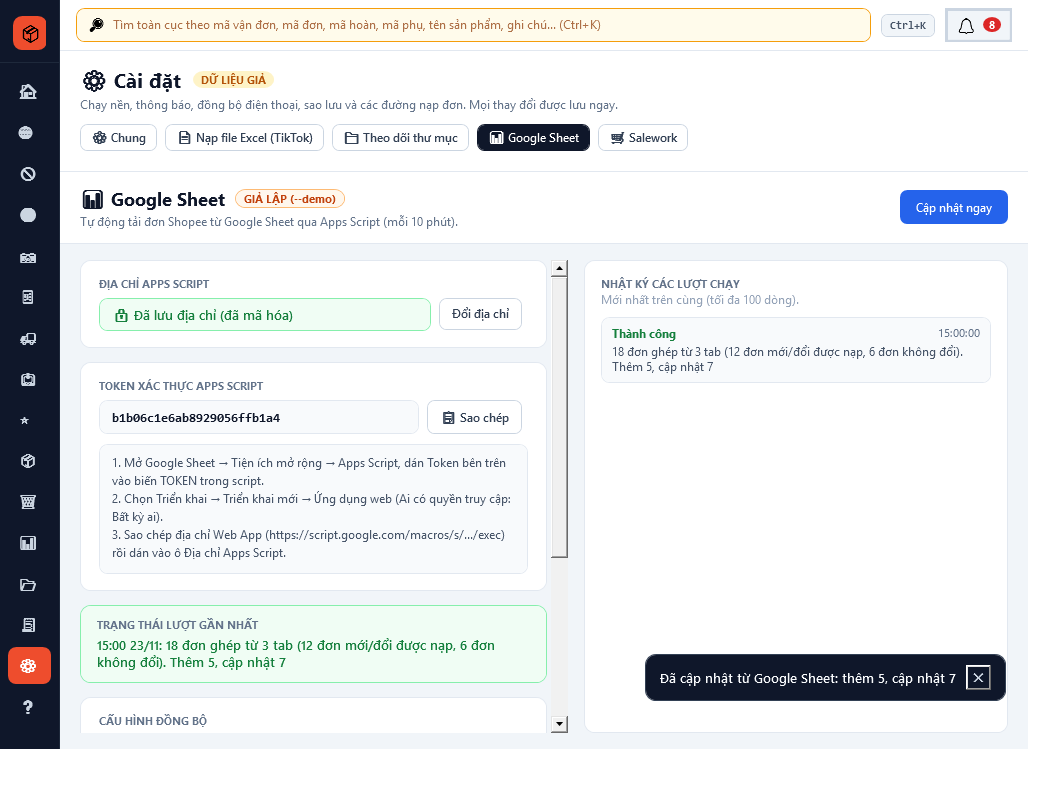 Tìm toàn cục theo mã vận đơn, mã đơn, mã hoàn, mã phụ, tên sản phẩm, ghi chú... (Ctrl+K)
Ctrl+K
8
Cài đặt
DỮ LIỆU GIẢ
Chạy nền, thông báo, đồng bộ điện thoại, sao lưu và các đường nạp đơn. Mọi thay đổi được lưu ngay.
Chung
Nạp file Excel (TikTok)
Theo dõi thư mục
Google Sheet
Salework
Google Sheet
GIẢ LẬP (--demo)
Tự động tải đơn Shopee từ Google Sheet qua Apps Script (mỗi 10 phút).
Cập nhật ngay
ĐỊA CHỈ APPS SCRIPT
Đã lưu địa chỉ (đã mã hóa)
Đổi địa chỉ
TOKEN XÁC THỰC APPS SCRIPT
b1b06c1e6ab8929056ffb1a4
Sao chép
1. Mở Google Sheet → Tiện ích mở rộng → Apps Script, dán Token bên trên
vào biến TOKEN trong script.
2. Chọn Triển khai → Triển khai mới → Ứng dụng web (Ai có quyền truy cập:
Bất kỳ ai).
3. Sao chép địa chỉ Web App (https://script.google.com/macros/s/.../exec)
rồi dán vào ô Địa chỉ Apps Script.
TRẠNG THÁI LƯỢT GẦN NHẤT
15:00 23/11: 18 đơn ghép từ 3 tab (12 đơn mới/đổi được nạp, 6 đơn
không đổi). Thêm 5, cập nhật 7
CẤU HÌNH ĐỒNG BỘ
NHẬT KÝ CÁC LƯỢT CHẠY
Mới nhất trên cùng (tối đa 100 dòng).
Thành công
15:00:00
18 đơn ghép từ 3 tab (12 đơn mới/đổi được nạp, 6 đơn không đổi).
Thêm 5, cập nhật 7
Đã cập nhật từ Google Sheet: thêm 5, cập nhật 7
?